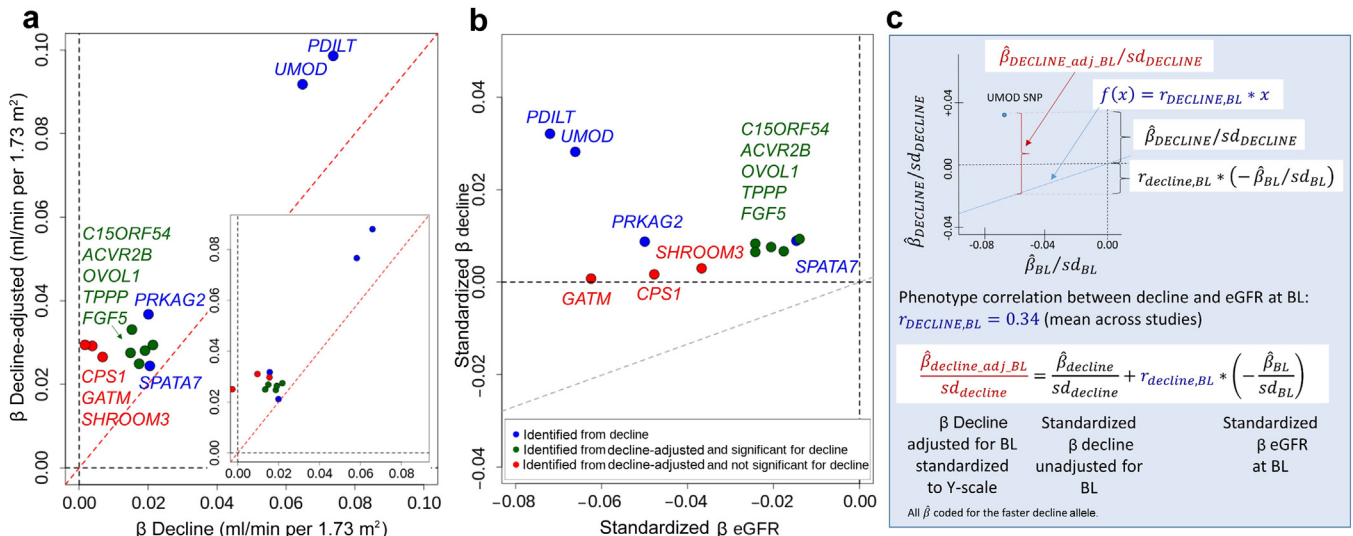 a
β Decline-adjusted (ml/min per 1.73 m²)
0.10
0.08
0.06
0.04
0.02
0.00
PDILT
UMOD
C15ORF54
ACVR2B
OVOL1
TPPP
FGF5
PRKAG2
CPS1
GATM
SHROOM3
SPATA7
0.08
0.06
0.04
0.02
0.00
0.00 0.02 0.04 0.06 0.08
0.00 0.02 0.04 0.06 0.08 0.100
β Decline (ml/min per 1.73 m²)
b
Standardized β decline
0.04
0.02
0.00
−0.02
−0.04
PDILT
UMOD
C15ORF54
ACVR2B
OVOL1
TPPP
FGF5
PRKAG2
SHROOM3
SPATA7
GATM
CPS1
Identified from decline
Identified from decline-adjusted and significant for decline
Identified from decline-adjusted and not significant for decline
−0.08 −0.06 −0.04 −0.02 0.00
Standardized β eGFR
c
β̂DECLINE_adj_BL/sdDECLINE
UMOD SNP
f(x) = rDECLINE,BL * x
+0.04
0.00
-0.04
β̂DECLINE/sdDECLINE
β̂DECLINE/sdDECLINE
rdecline,BL * (−β̂BL/sdBL)
-0.08 -0.04 0.00
β̂BL/sdBL
Phenotype correlation between decline and eGFR at BL:
rDECLINE,BL = 0.34 (mean across studies)
β̂decline_adj_BL/sddecline = β̂decline/sddecline + rdecline,BL * (−β̂BL/sdBL)
β Decline
adjusted for BL
standardized
to Y-scale
Standardized
β decline
unadjusted for
BL
Standardized
β eGFR
at BL
All β̂ coded for the faster decline allele.